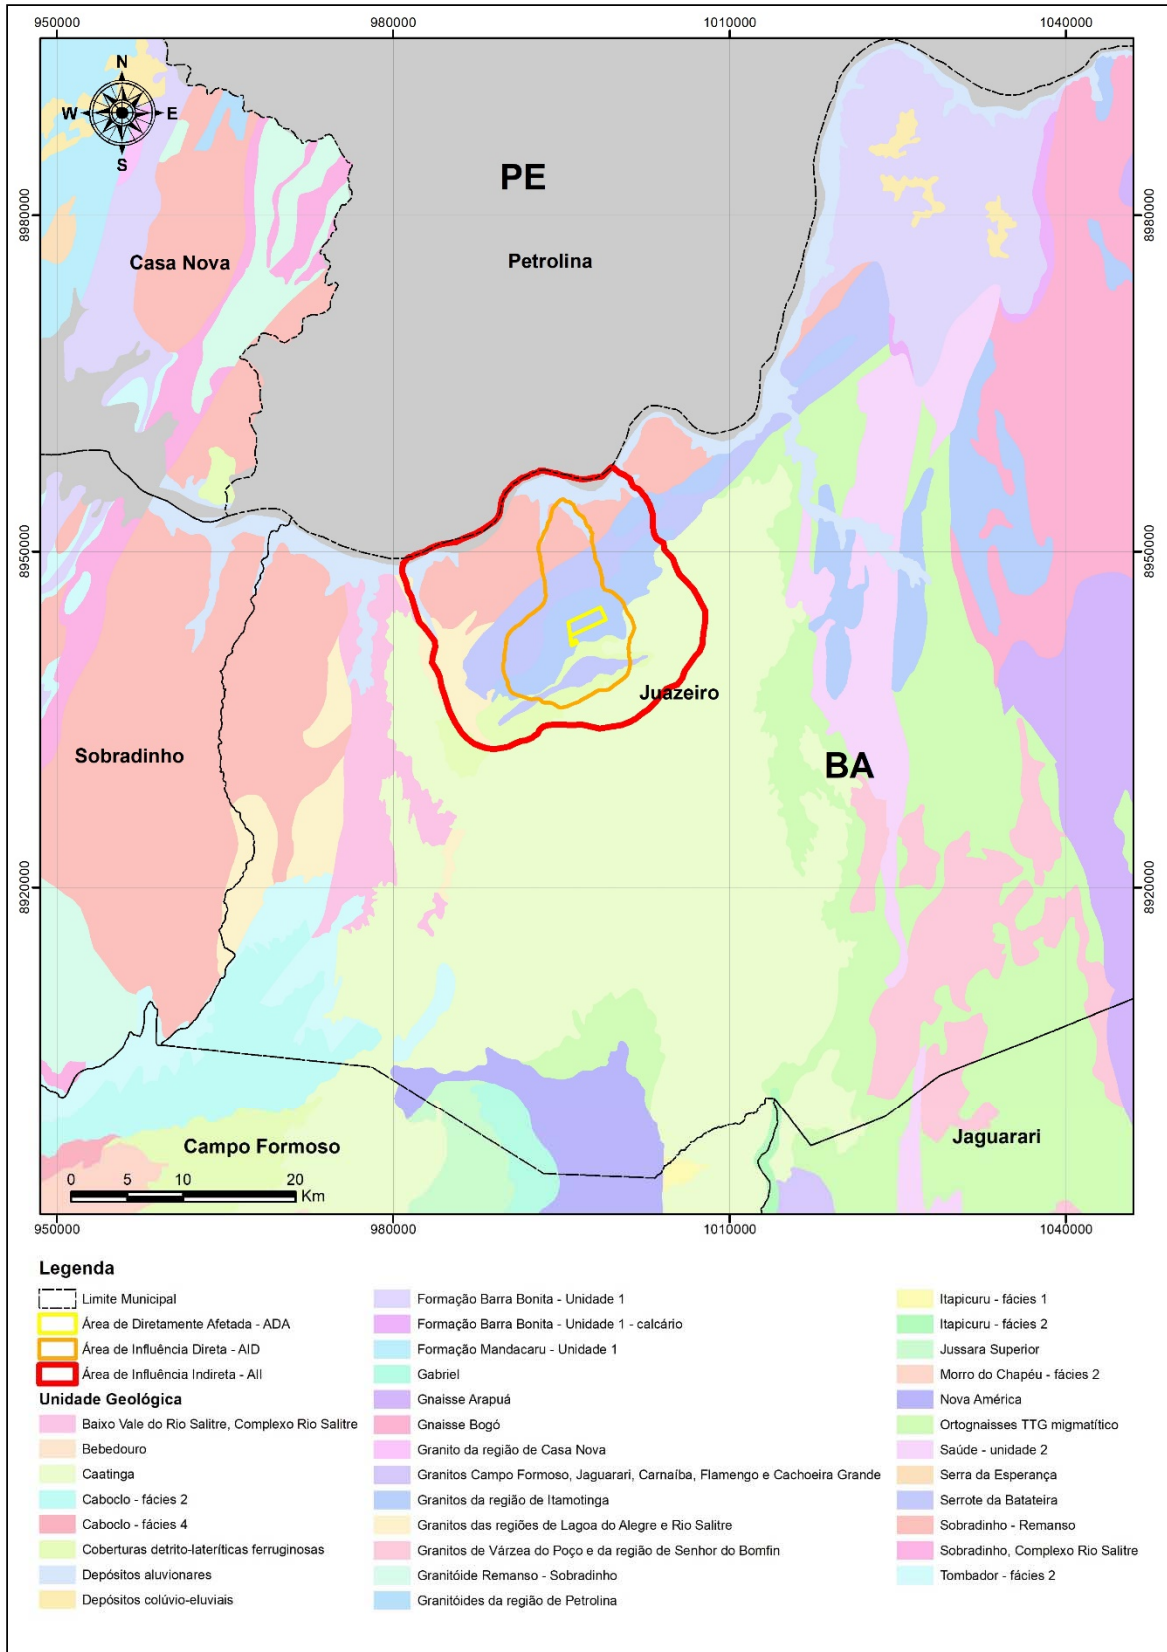 950000 980000 1010000 1040000
N
W E
S
PE
8980000 8980000
Casa Nova Petrolina
8950000 8950000
Juazeiro
Sobradinho BA
8920000 8920000
Campo Formoso Jaguarari
0 5 10 20
Km
950000 980000 1010000 1040000
Legenda
Limite Municipal
Área de Diretamente Afetada - ADA
Área de Influência Direta - AID
Área de Influência Indireta - AII
Unidade Geológica
Baixo Vale do Rio Salitre, Complexo Rio Salitre
Bebedouro
Caatinga
Caboclo - fácies 2
Caboclo - fácies 4
Coberturas detrito-lateríticas ferruginosas
Depósitos aluvionares
Depósitos colúvio-eluviais
Formação Barra Bonita - Unidade 1
Formação Barra Bonita - Unidade 1 - calcário
Formação Mandacaru - Unidade 1
Gabriel
Gnaisse Arapuá
Gnaisse Bogó
Granito da região de Casa Nova
Granitos Campo Formoso, Jaguarari, Carnaíba, Flamengo e Cachoeira Grande
Granitos da região de Itamotinga
Granitos das regiões de Lagoa do Alegre e Rio Salitre
Granitos de Várzea do Poço e da região de Senhor do Bomfin
Granitóide Remanso - Sobradinho
Granitóides da região de Petrolina
Itapicuru - fácies 1
Itapicuru - fácies 2
Jussara Superior
Morro do Chapéu - fácies 2
Nova América
Ortognaisses TTG migmatítico
Saúde - unidade 2
Serra da Esperança
Serrote da Batateira
Sobradinho - Remanso
Sobradinho, Complexo Rio Salitre
Tombador - fácies 2